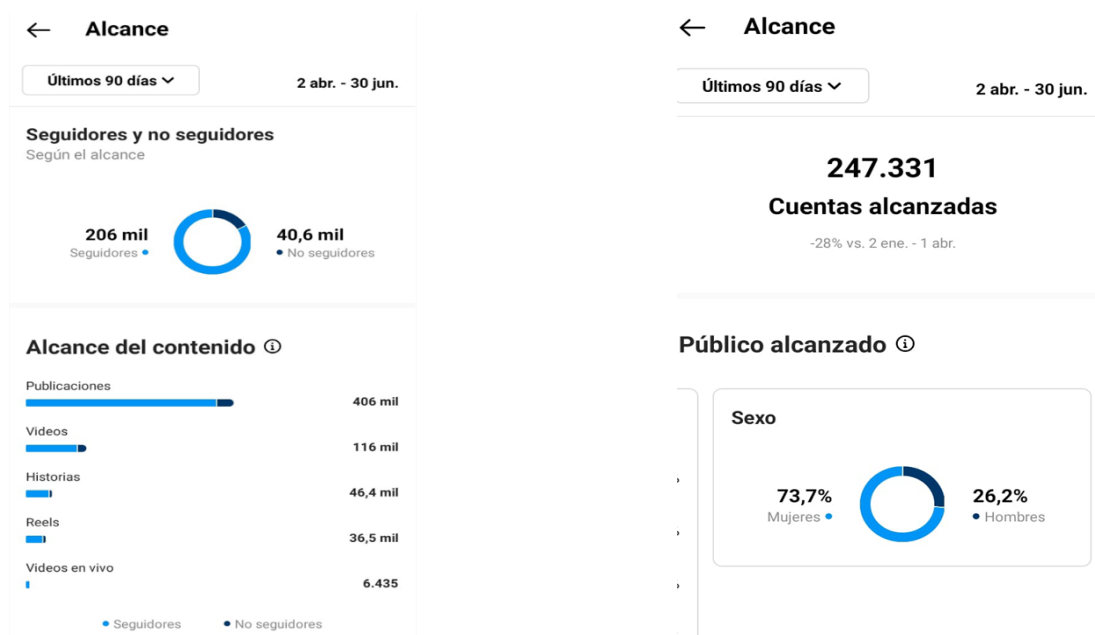 Alcance
Últimos 90 días
2 abr. - 30 jun.
Seguidores y no seguidores
Según el alcance
206 mil
Seguidores
40,6 mil
No seguidores
Alcance del contenido
Publicaciones
406 mil
Videos
116 mil
Historias
46,4 mil
Reels
36,5 mil
Videos en vivo
6.435
Seguidores
No seguidores
Alcance
Últimos 90 días
2 abr. - 30 jun.
247.331
Cuentas alcanzadas
-28% vs. 2 ene. - 1 abr.
Público alcanzado
Sexo
73,7%
Mujeres
26,2%
Hombres